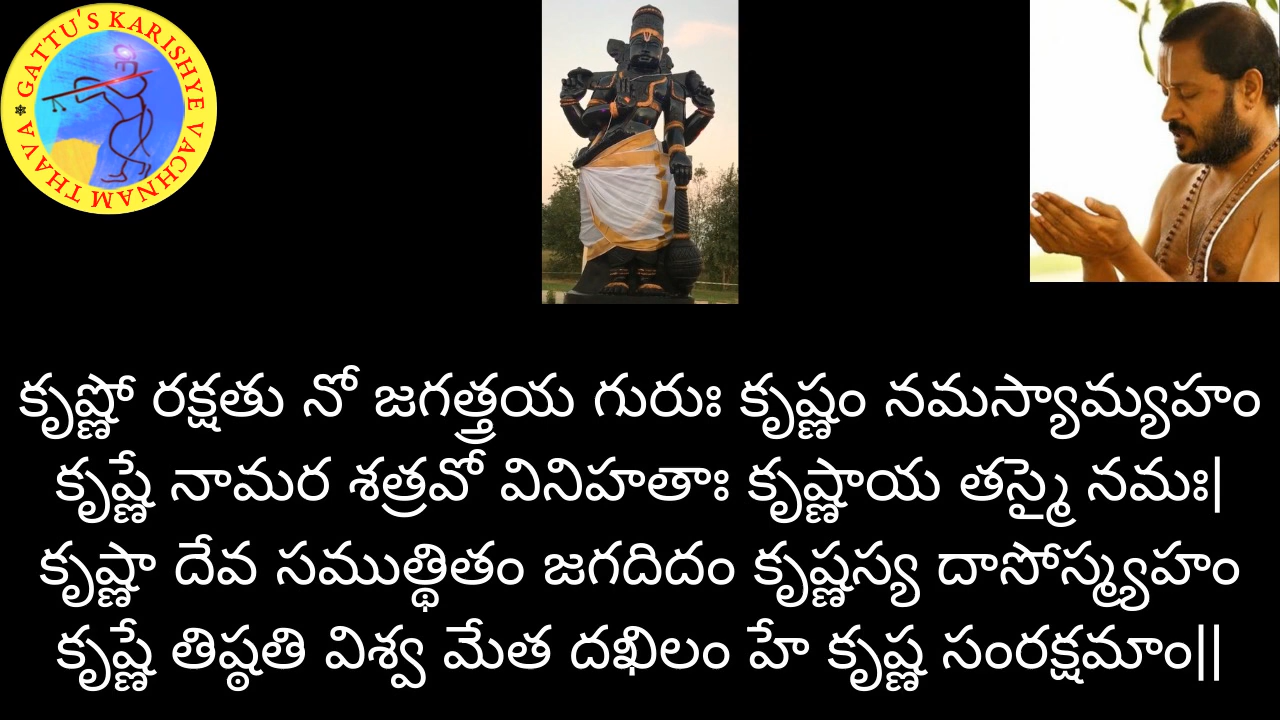 GATTU'S KARISHYE VACHNAM THAVA
కృష్ణో రక్షతు నో జగత్త్రయ గురుః కృష్ణం నమస్యామ్యహం
కృష్ణే నామర శత్రవో వినిహతాః కృష్ణాయ తస్మై నమః|
కృష్ణా దేవ సముత్థితం జగదిదం కృష్ణస్య దాసోస్మ్యహం
కృష్ణే తిష్ఠతి విశ్వ మేత దఖిలం హే కృష్ణ సంరక్షమాం||